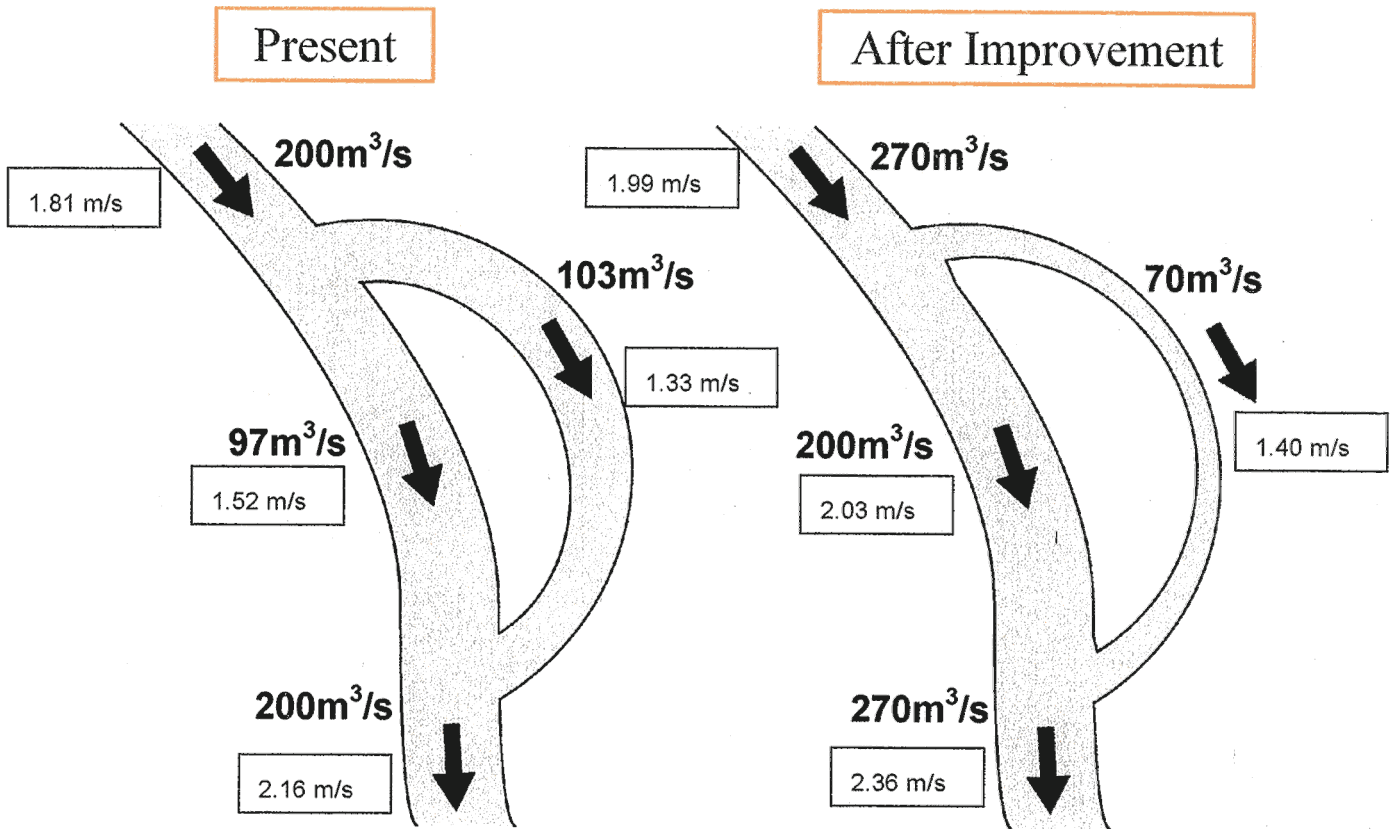 Present
200m³/s
1.81 m/s
103m³/s
1.33 m/s
97m³/s
1.52 m/s
200m³/s
2.16 m/s
After Improvement
270m³/s
1.99 m/s
70m³/s
1.40 m/s
200m³/s
2.03 m/s
270m³/s
2.36 m/s